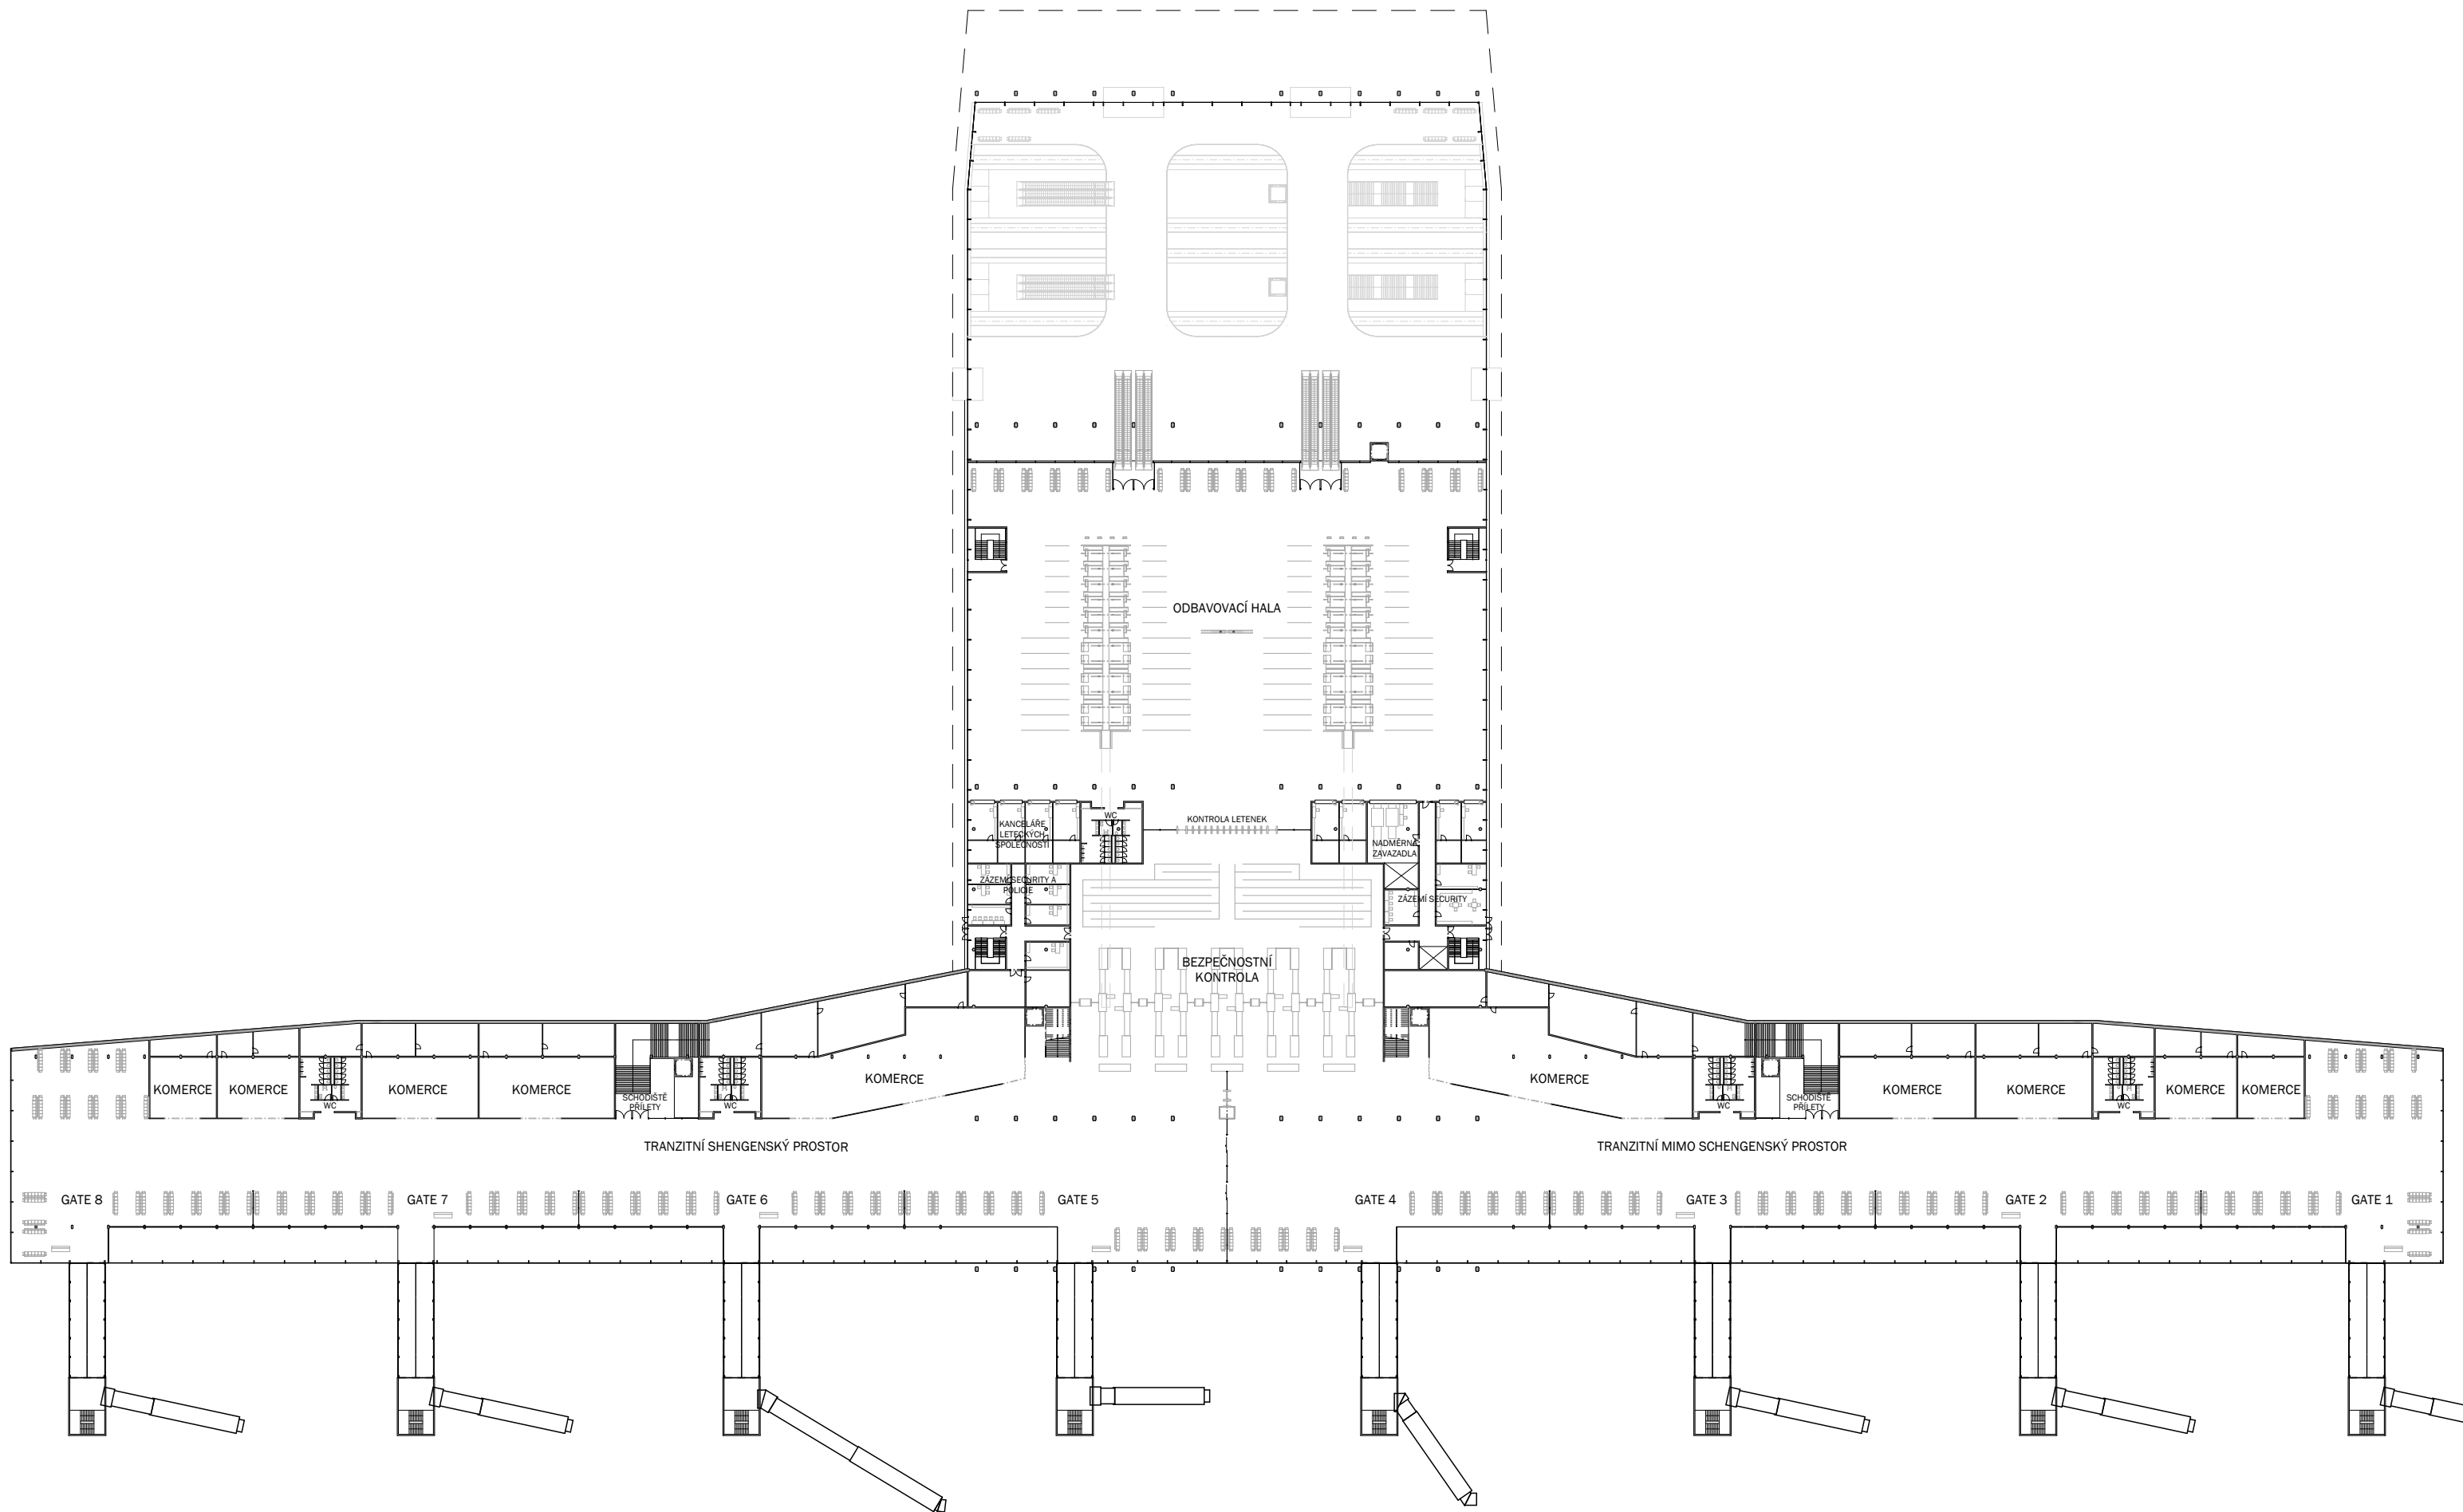 ODBAVOVACÍ HALA
WC
KONTROLA LETENEK
KANCELÁŘE
LETECKÝCH
SPOLEČNOSTÍ
NADMĚRNÁ
ZAVAZADLA
ZÁZEMÍ SECURITY A
POLICIE
ZÁZEMÍ SECURITY
BEZPEČNOSTNÍ
KONTROLA
KOMERCE
KOMERCE
KOMERCE
KOMERCE
KOMERCE
KOMERCE
KOMERCE
KOMERCE
KOMERCE
KOMERCE
WC
SCHODIŠTĚ
PŘÍLETY
WC
WC
SCHODIŠTĚ
PŘÍLETY
WC
TRANZITNÍ SHENGENSKÝ PROSTOR
TRANZITNÍ MIMO SCHENGENSKÝ PROSTOR
GATE 8
GATE 7
GATE 6
GATE 5
GATE 4
GATE 3
GATE 2
GATE 1